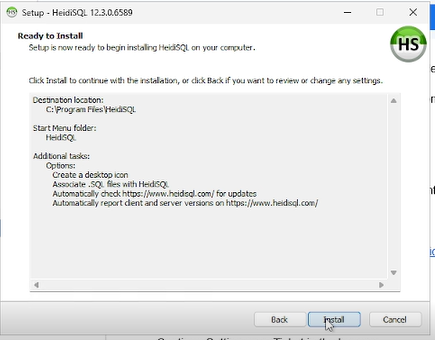 Setup - HeidiSQL 12.3.0.6589
Ready to Install
Setup is now ready to begin installing HeidiSQL on your computer.
HS
Click Install to continue with the installation, or click Back if you want to review or change any settings.
Destination location:
C:\Program Files\HeidiSQL
Start Menu folder:
HeidiSQL
Additional tasks:
Options:
Create a desktop icon
Associate .SQL files with HeidiSQL
Automatically check https://www.heidisql.com/ for updates
Automatically report client and server versions on https://www.heidisql.com/
Back
Install
Cancel